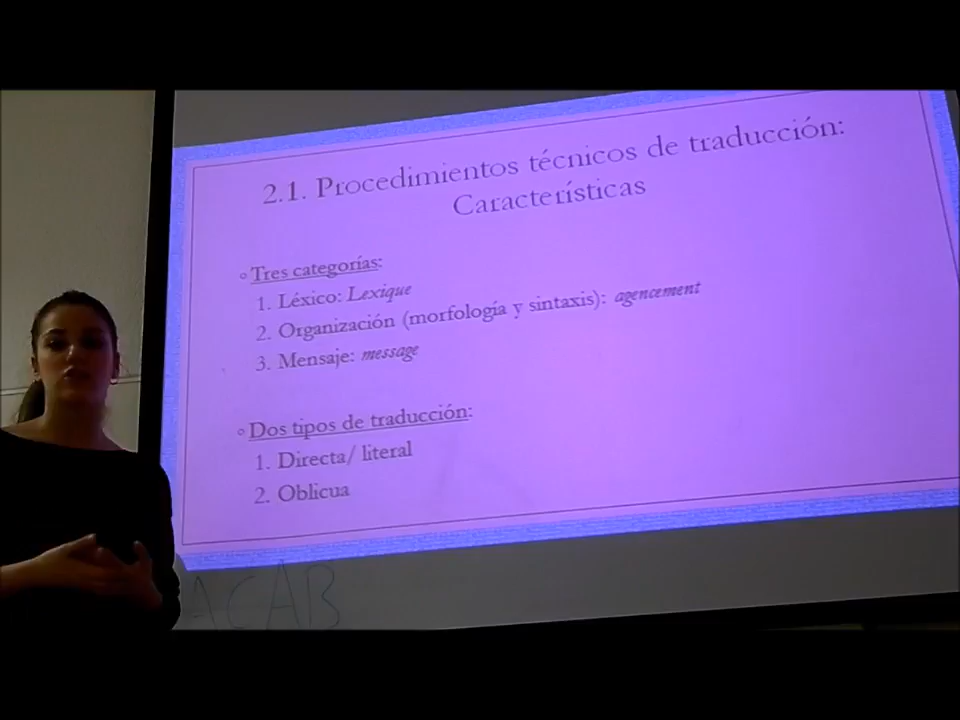 2.1. Procedimientos técnicos de traducción:
Características
Tres categorías:
1. Léxico: Lexique
2. Organización (morfología y sintaxis): agencement
3. Mensaje: message
Dos tipos de traducción:
1. Directa/ literal
2. Oblicua
ACAB